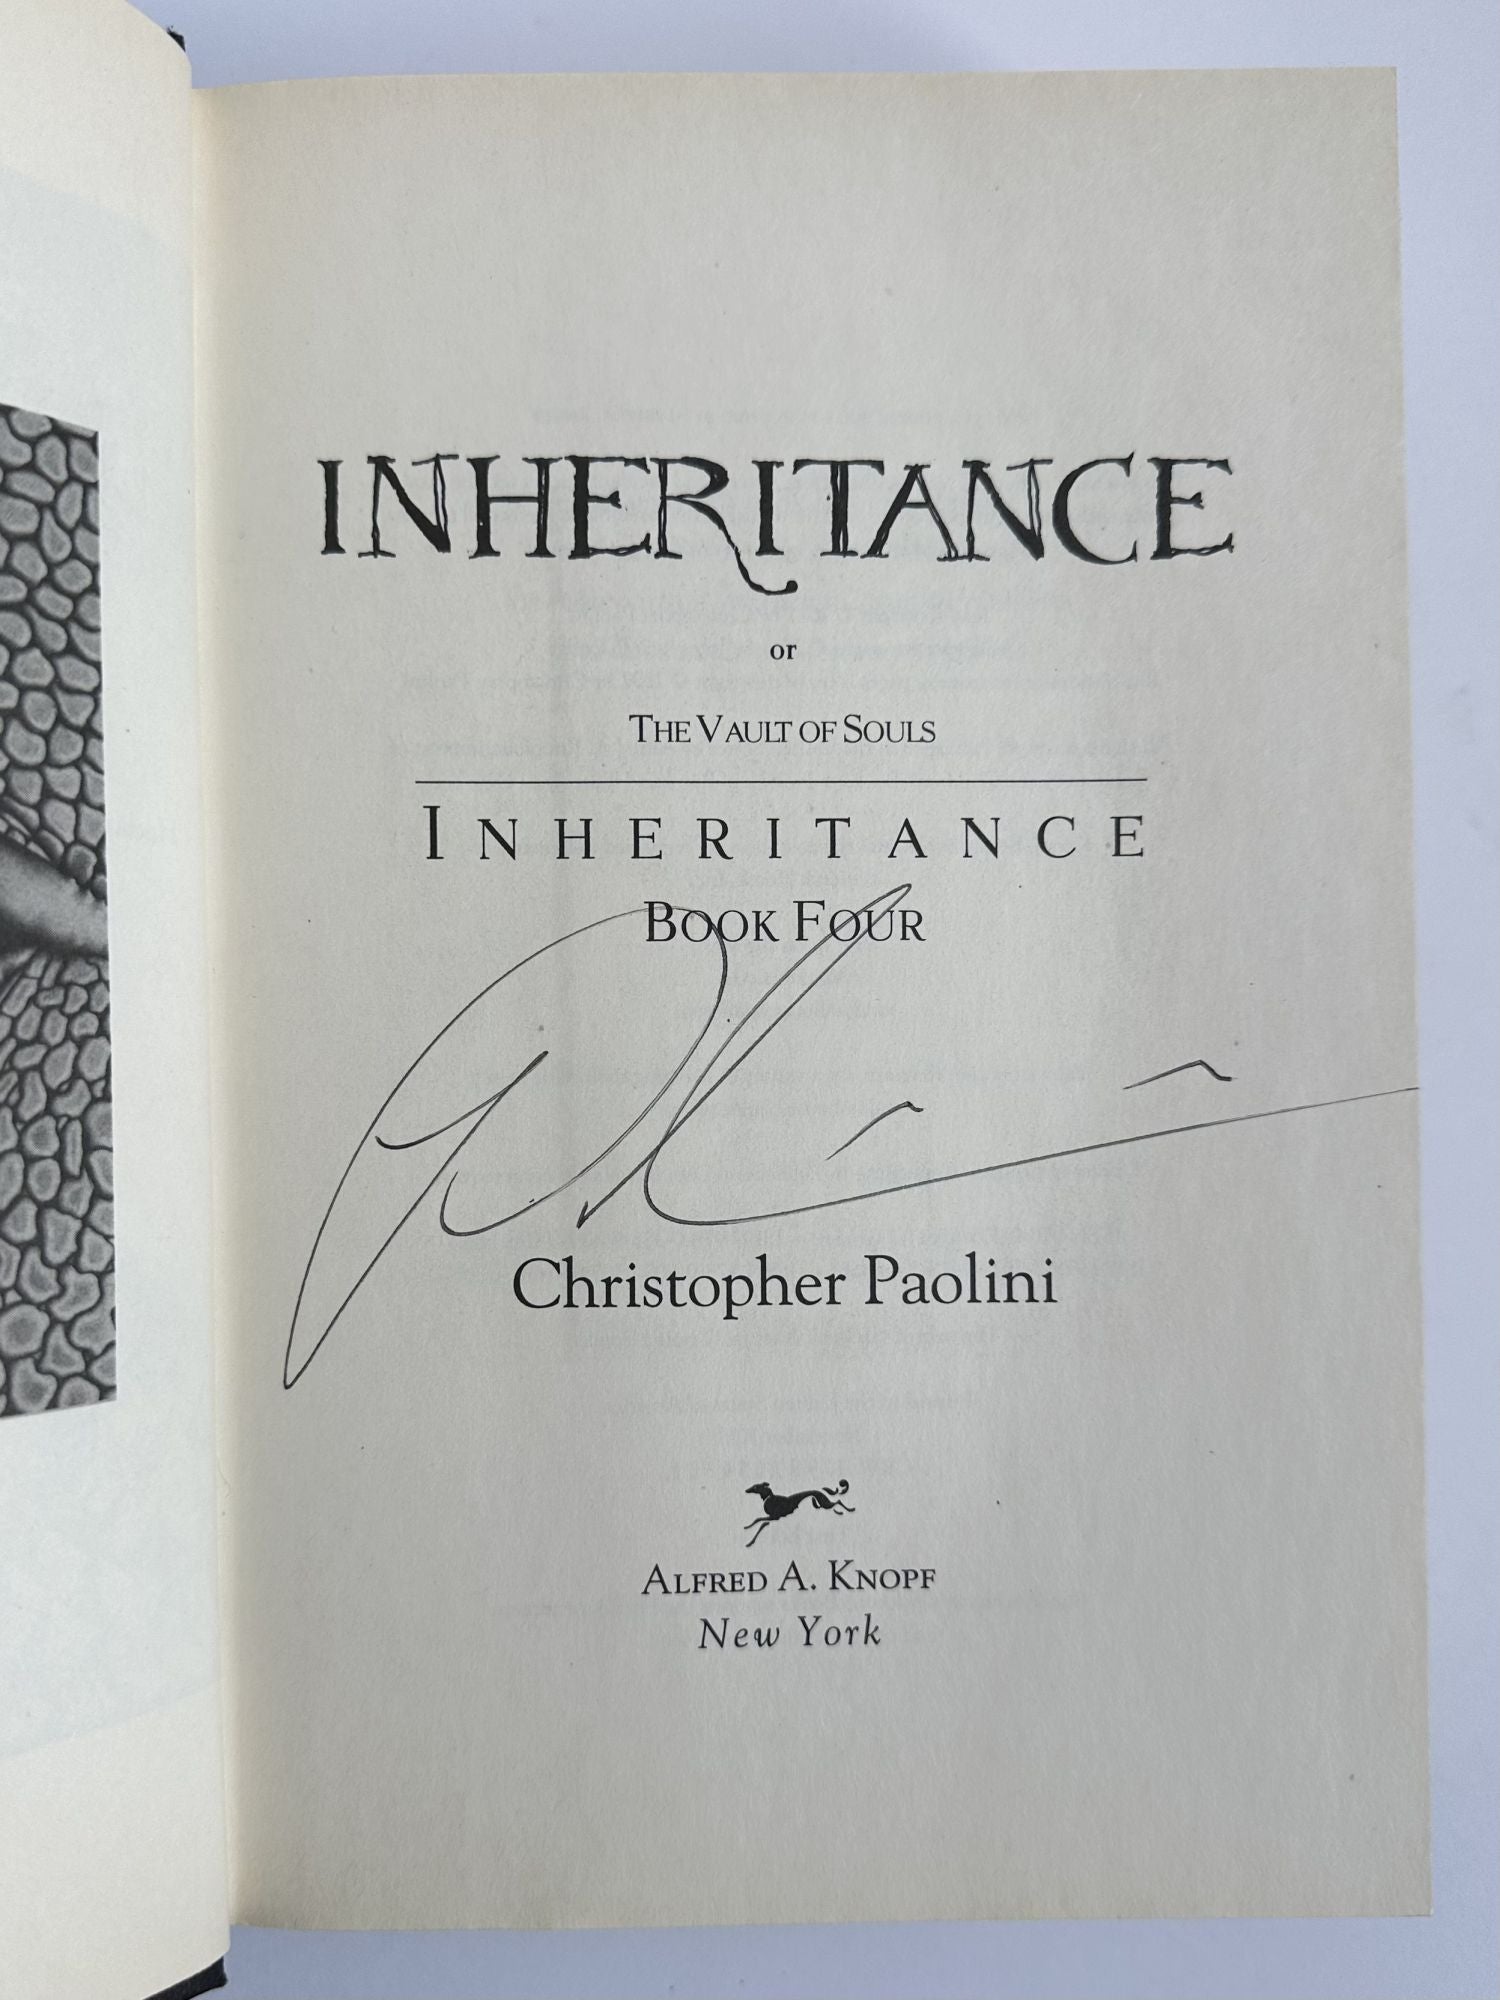 INHERITANCE
or
THE VAULT OF SOULS
INHERITANCE
BOOK FOUR
Christopher Paolini
ALFRED A. KNOPF
New York